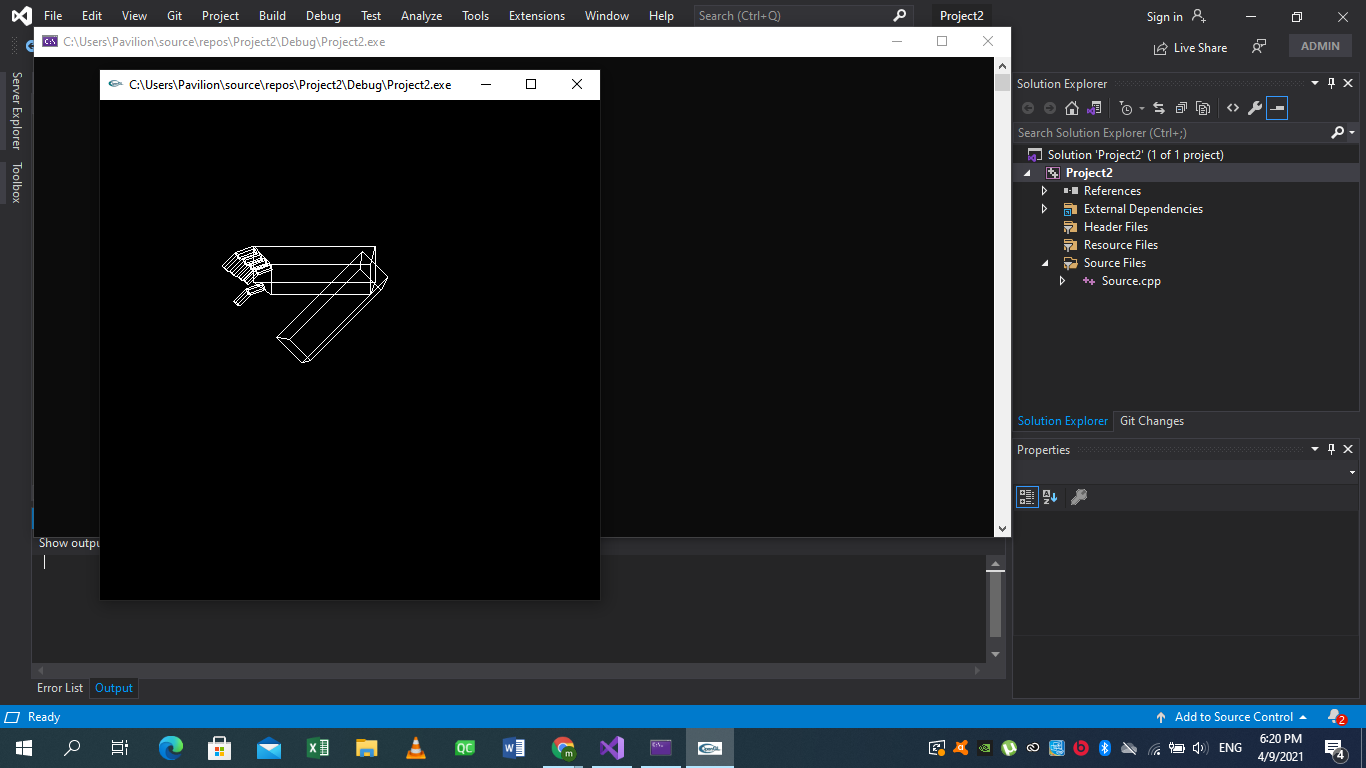 File Edit View Git Project Build Debug Test Analyze Tools Extensions Window Help Search (Ctrl+Q) Project2 Sign in
C:\Users\Pavilion\source\repos\Project2\Debug\Project2.exe
Live Share ADMIN
C:\Users\Pavilion\source\repos\Project2\Debug\Project2.exe
Server Explorer
Toolbox
Solution Explorer
Search Solution Explorer (Ctrl+;)
Solution 'Project2' (1 of 1 project)
Project2
References
External Dependencies
Header Files
Resource Files
Source Files
Source.cpp
Solution Explorer Git Changes
Properties
Show outpu
Error List Output
Ready
Add to Source Control 2
QC
ENG
6:20 PM
4/9/2021
4